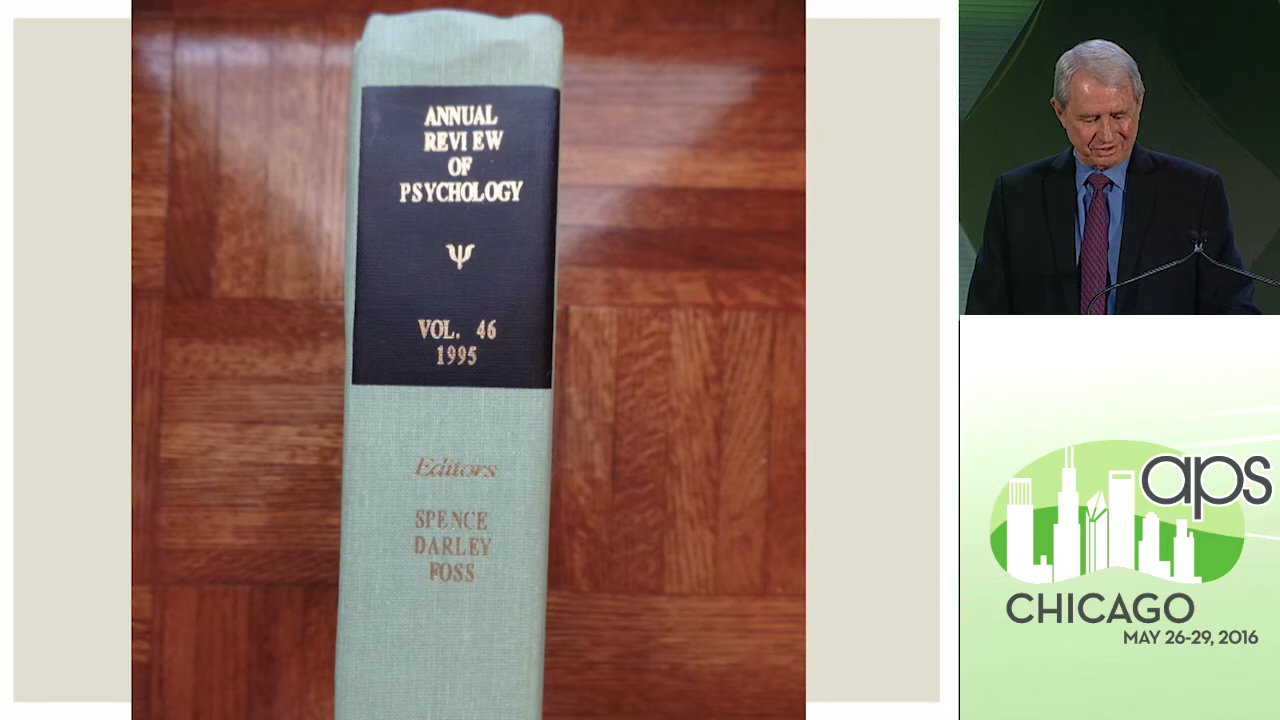 ANNUAL
REVIEW
OF
PSYCHOLOGY
Ψ
VOL. 46
1995
Editors
SPENCE
DARLEY
FOSS
aps
CHICAGO
MAY 26-29, 2016